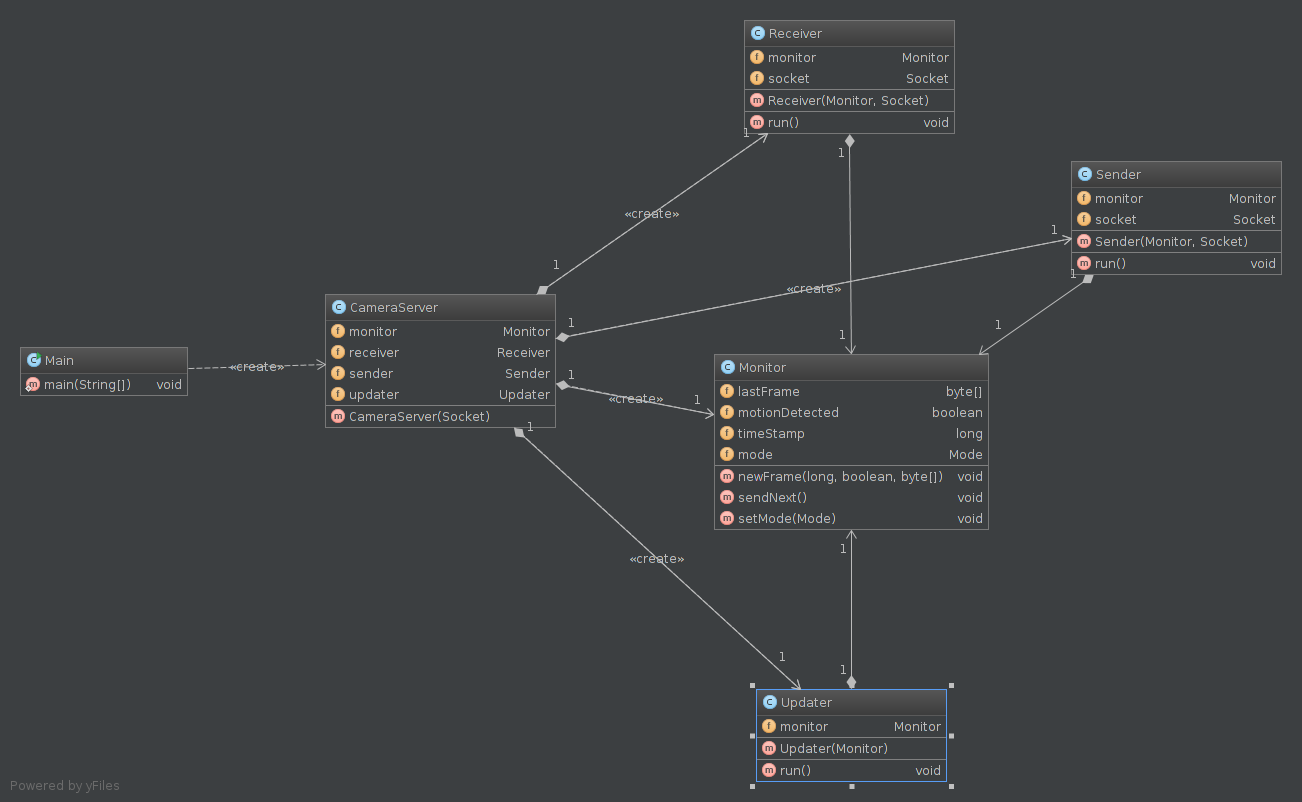 Receiver
monitor Monitor
socket Socket
Receiver(Monitor, Socket)
run() void
1
1
1
«create»
1
1
«create»
1
Sender
monitor Monitor
socket Socket
Sender(Monitor, Socket)
run() void
1
1
CameraServer
monitor Monitor
receiver Receiver
sender Sender
updater Updater
CameraServer(Socket)
Main
main(String[]) void
«create»
1
«create»
1
1
Monitor
lastFrame byte[]
motionDetected boolean
timeStamp long
mode Mode
newFrame(long, boolean, byte[]) void
sendNext() void
setMode(Mode) void
1
«create»
1
1
1
Updater
monitor Monitor
Updater(Monitor)
run() void
Powered by yFiles